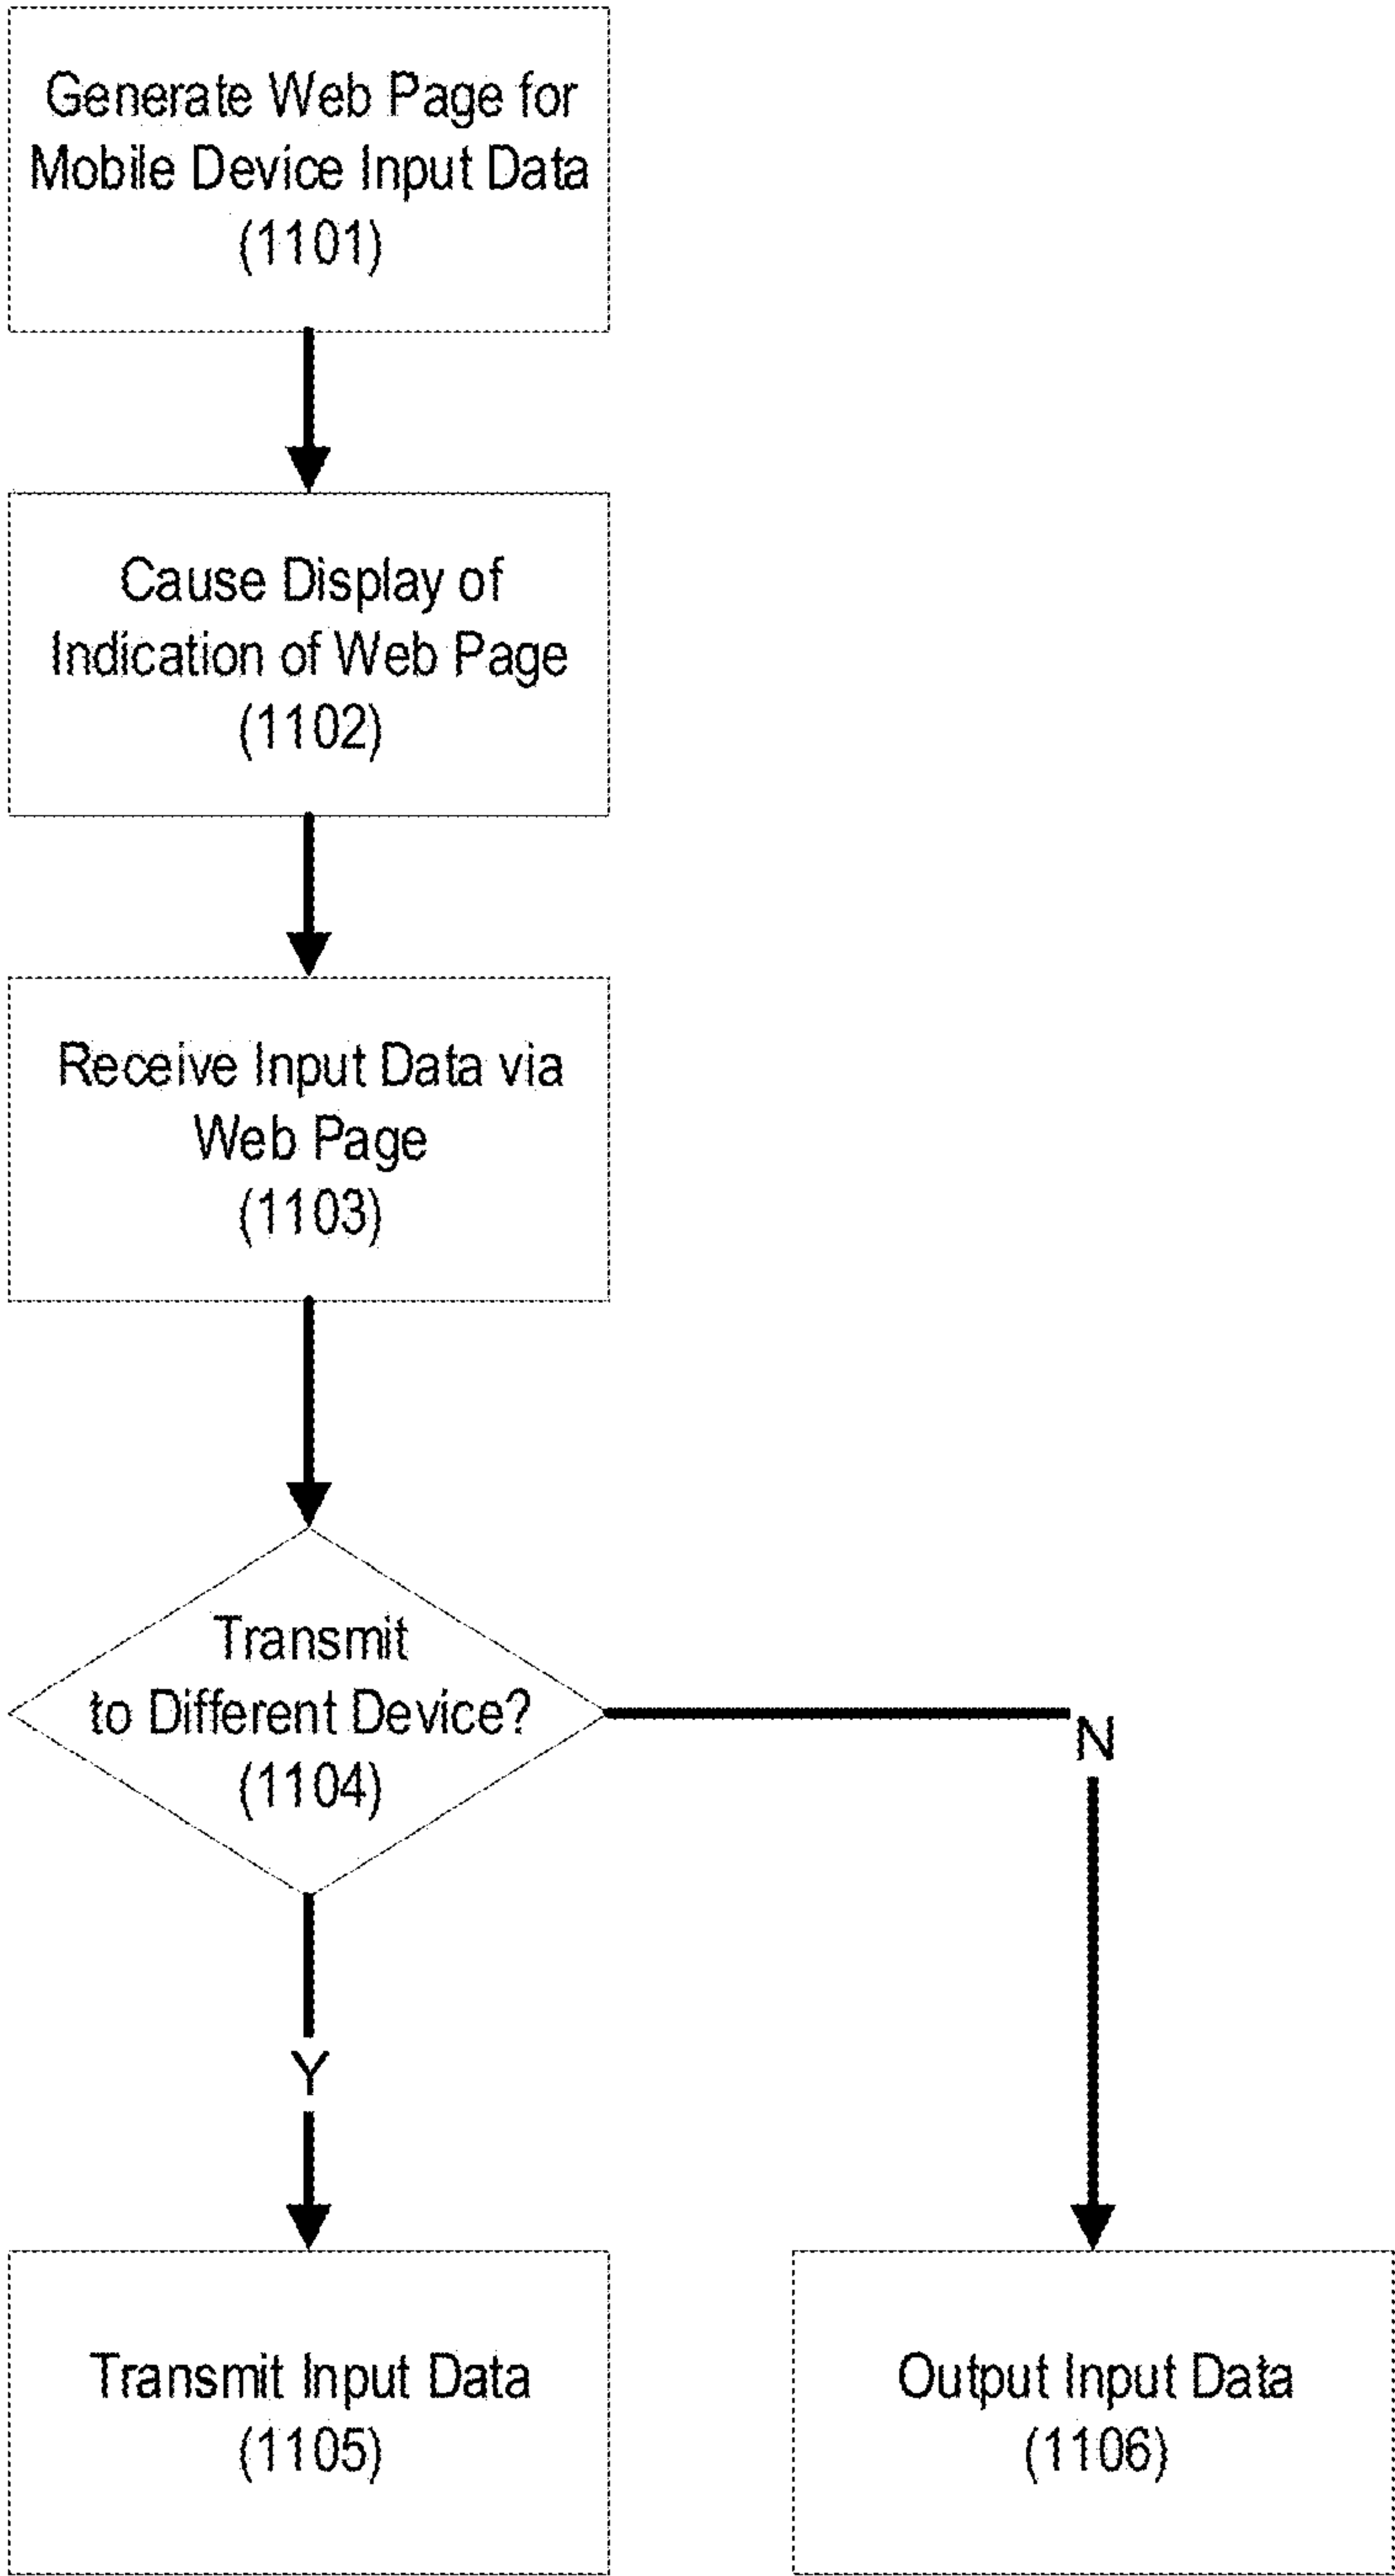 Generate Web Page for
Mobile Device Input Data
(1101)
Cause Display of
Indication of Web Page
(1102)
Receive Input Data via
Web Page
(1103)
Transmit
to Different Device?
(1104)
N
Y
Transmit Input Data
(1105)
Output Input Data
(1106)